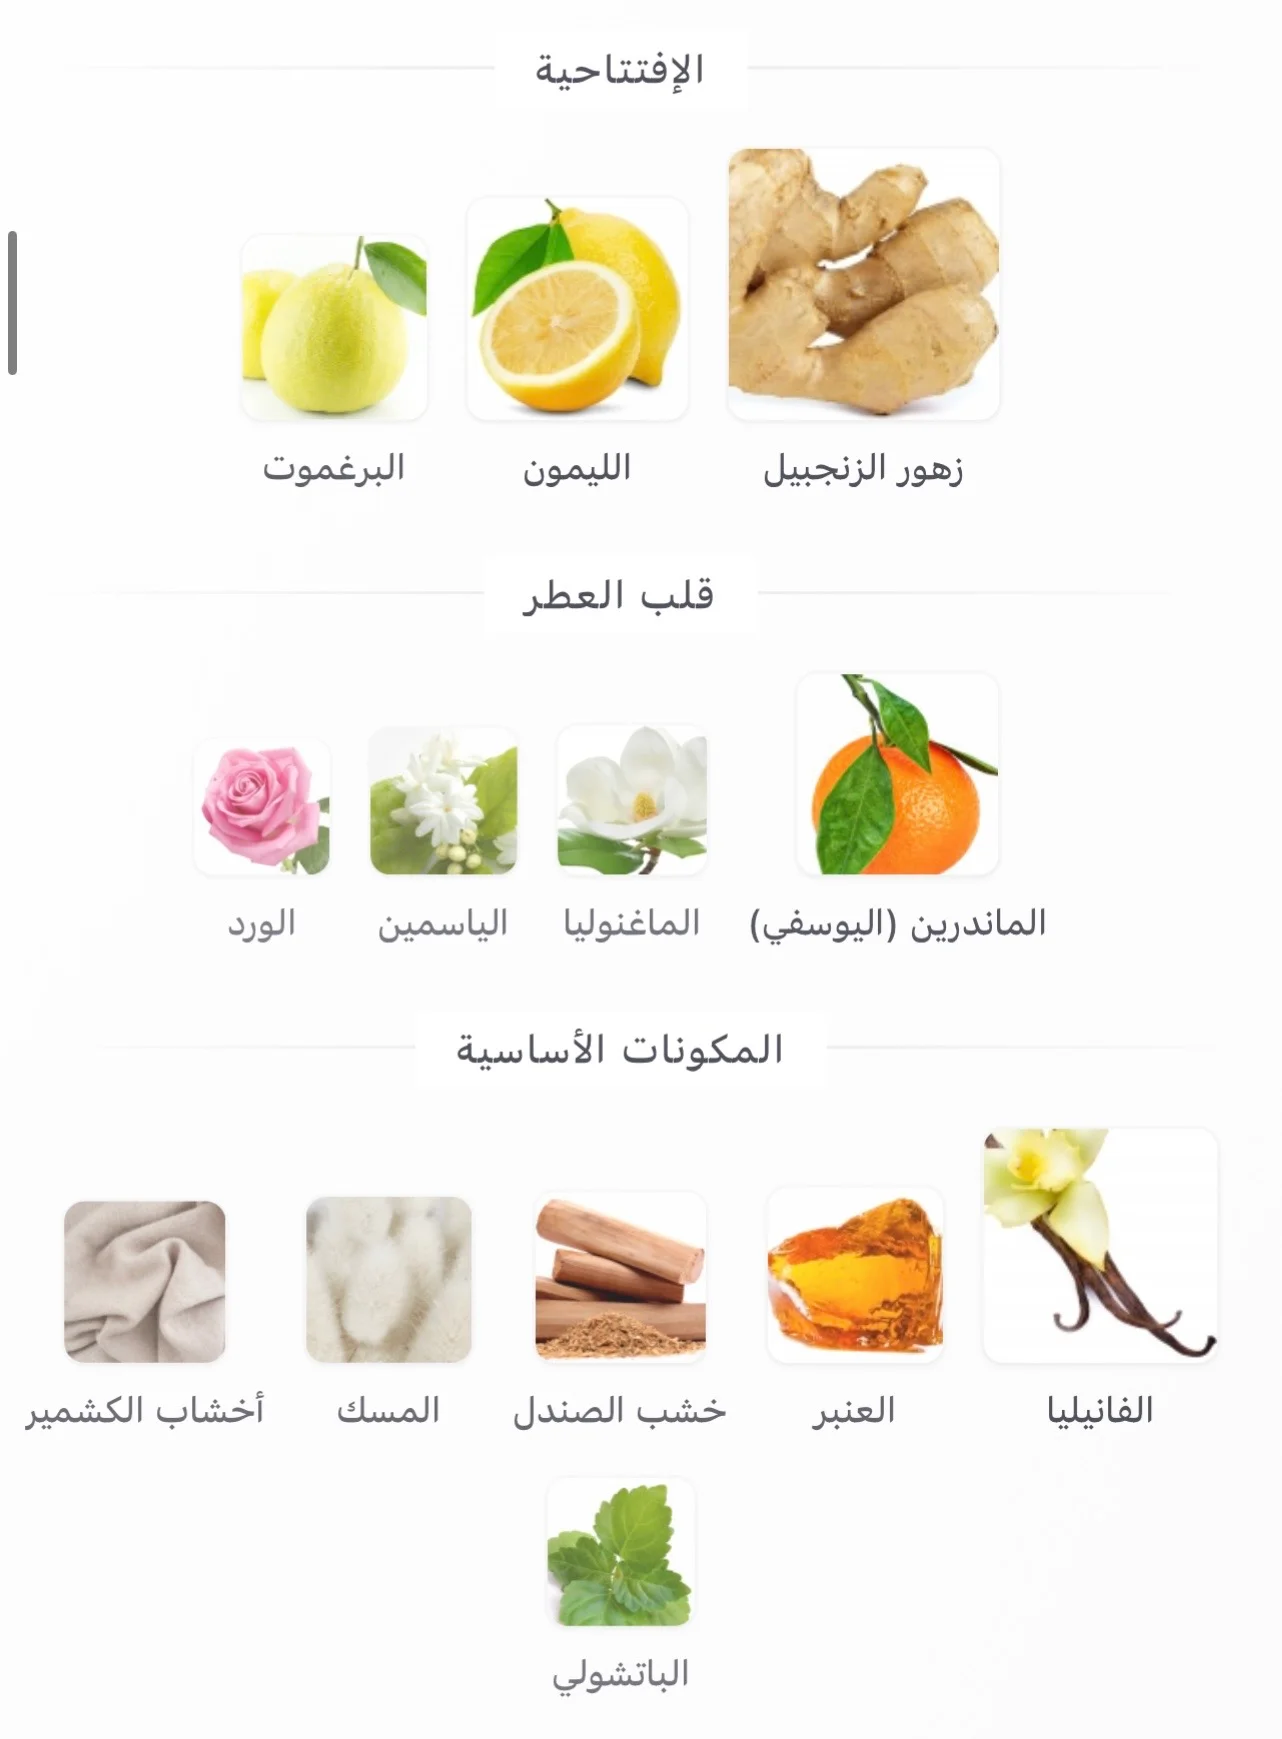 الإفتتاحية
زهور الزنجبيل
الليمون
البرغموت
قلب العطر
الماندرين (اليوسفي)
الماغنوليا
الياسمين
الورد
المكونات الأساسية
الفانيليا
العنبر
خشب الصندل
المسك
أخشاب الكشمير
الباتشولي